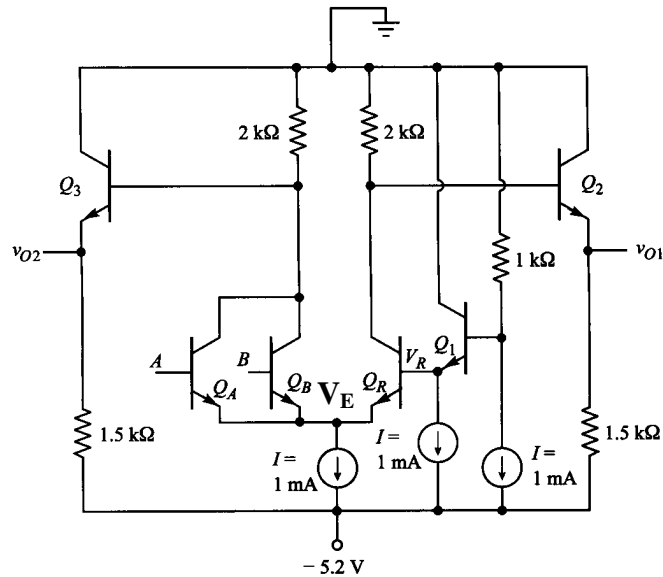 2 kΩ
2 kΩ
Q3
Q2
vO2
vO1
1 kΩ
A
B
VR
Q1
QA
QB
VE
QR
1.5 kΩ
I =
1 mA
I =
1 mA
I =
1 mA
1.5 kΩ
− 5.2 V